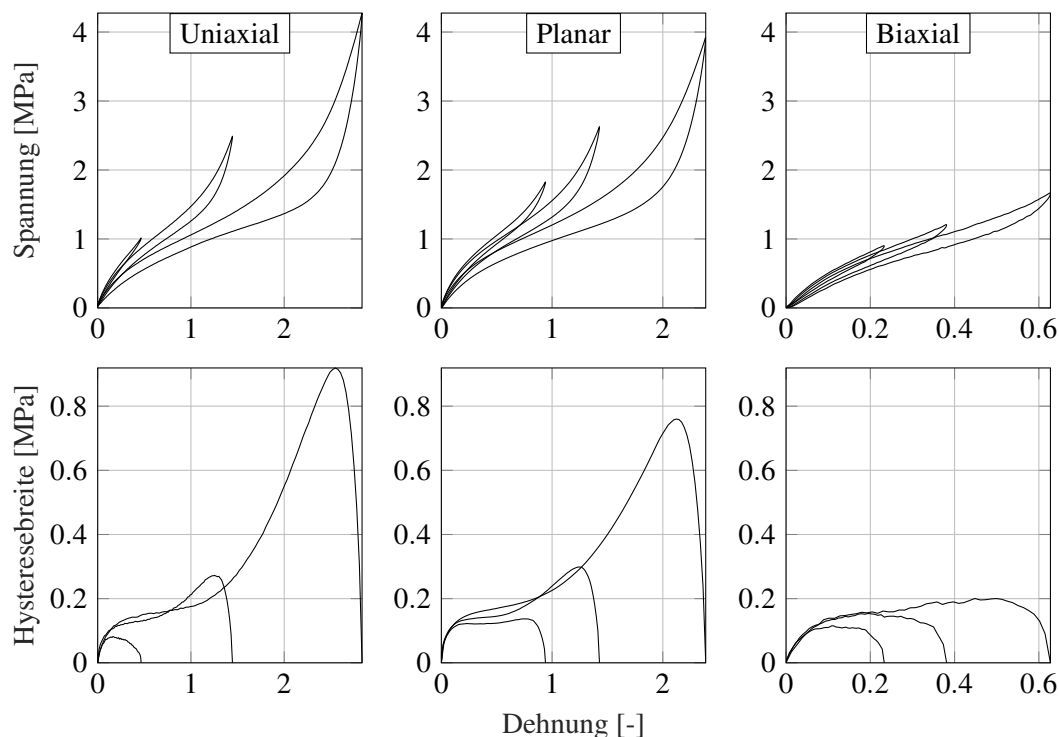 Uniaxial Planar Biaxial
4 4 4
3 3 3
2 2 2
1 1 1
0 0 0
0 1 2 0 1 2 0 0.2 0.4 0.6
Spannung [MPa]
0.8 0.8 0.8
0.6 0.6 0.6
0.4 0.4 0.4
0.2 0.2 0.2
0 0 0
0 1 2 0 1 2 0 0.2 0.4 0.6
Hysteresebreite [MPa]
Dehnung [-]